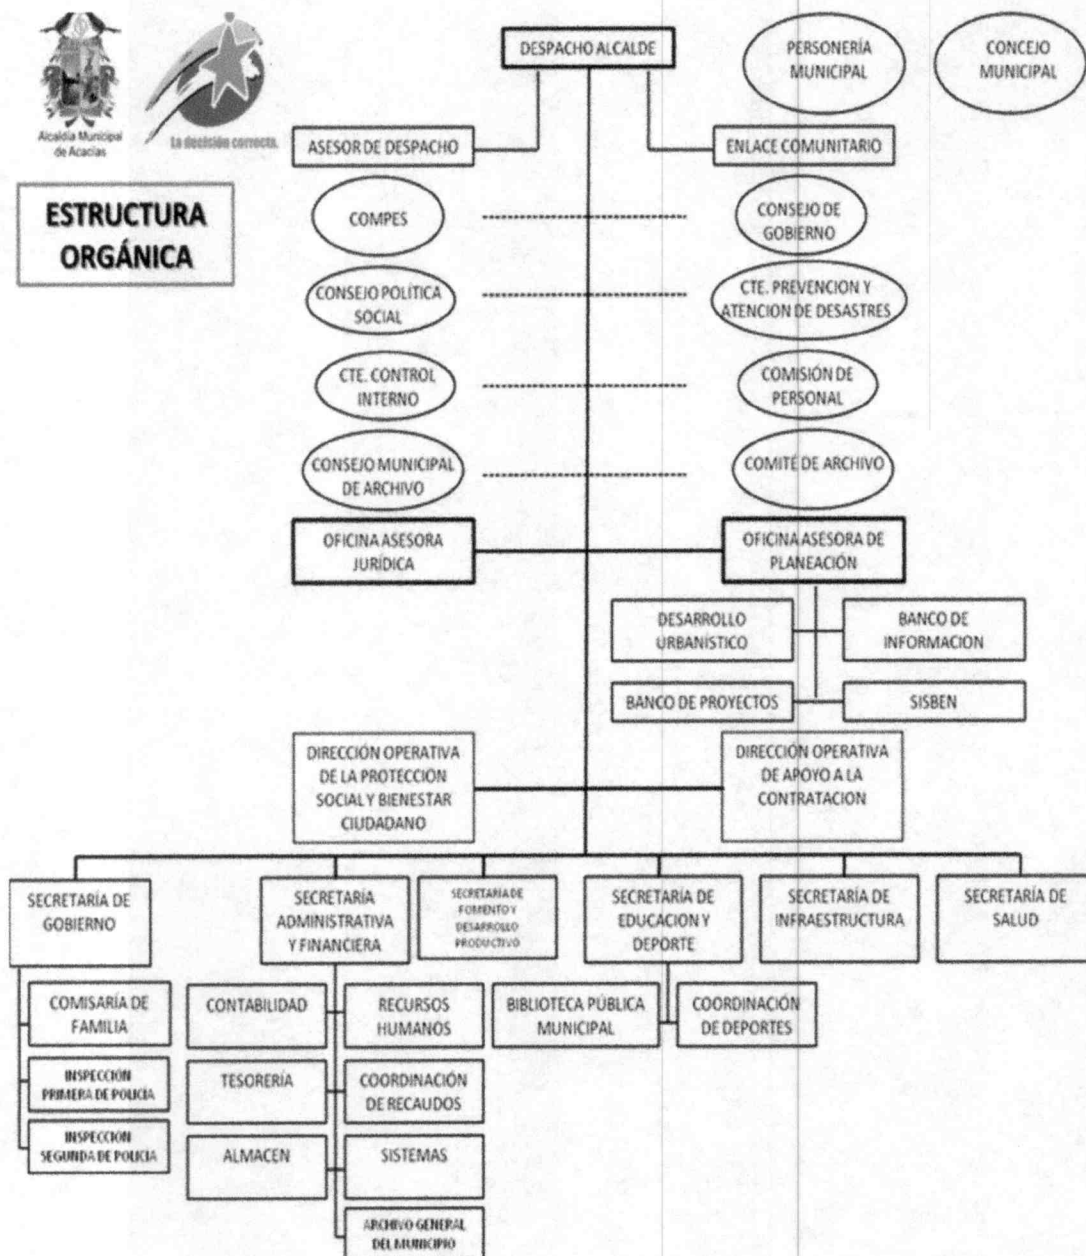 DESPACHO ALCALDE
PERSONERÍA
MUNICIPAL
CONCEJO
MUNICIPAL
Alcaldía Municipal
de Acacías
La decisión correcta.
ASESOR DE DESPACHO
ENLACE COMUNITARIO
ESTRUCTURA
ORGÁNICA
COMPES
CONSEJO DE
GOBIERNO
CONSEJO POLÍTICA
SOCIAL
CTE. PREVENCION Y
ATENCION DE DESASTRES
CTE. CONTROL
INTERNO
COMISIÓN DE
PERSONAL
CONSEJO MUNICIPAL
DE ARCHIVO
COMITE DE ARCHIVO
OFICINA ASESORA
JURÍDICA
OFICINA ASESORA DE
PLANEACIÓN
DESARROLLO
URBANÍSTICO
BANCO DE
INFORMACION
BANCO DE PROYECTOS
SISBEN
DIRECCIÓN OPERATIVA
DE LA PROTECCIÓN
SOCIAL Y BIENESTAR
CIUDADANO
DIRECCIÓN OPERATIVA
DE APOYO A LA
CONTRATACION
SECRETARÍA DE
GOBIERNO
SECRETARÍA
ADMINISTRATIVA
Y FINANCIERA
SECRETARÍA DE
FOMENTO Y
DESARROLLO
PRODUCTIVO
SECRETARÍA DE
EDUCACION Y
DEPORTE
SECRETARÍA DE
INFRAESTRUCTURA
SECRETARÍA DE
SALUD
COMISARÍA DE
FAMILIA
INSPECCIÓN
PRIMERA DE POLICÍA
INSPECCIÓN
SEGUNDA DE POLICÍA
CONTABILIDAD
RECURSOS
HUMANOS
TESORERÍA
COORDINACIÓN
DE RECAUDOS
ALMACEN
SISTEMAS
ARCHIVO GENERAL
DEL MUNICIPIO
BIBLIOTECA PÚBLICA
MUNICIPAL
COORDINACIÓN
DE DEPORTES